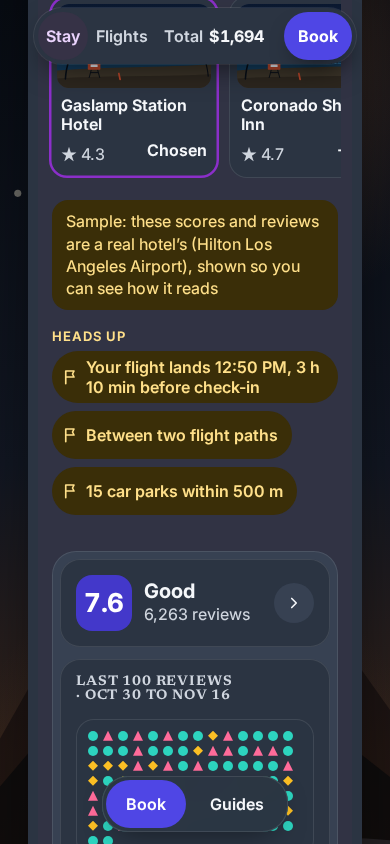 Stay Flights Total $1,694 Book
Gaslamp Station
Hotel
★ 4.3 Chosen
Coronado Sh
Inn
★ 4.7
Sample: these scores and reviews
are a real hotel's (Hilton Los
Angeles Airport), shown so you
can see how it reads
HEADS UP
Your flight lands 12:50 PM, 3 h
10 min before check-in
Between two flight paths
15 car parks within 500 m
7.6
Good
6,263 reviews
LAST 100 REVIEWS
· OCT 30 TO NOV 16
Book Guides